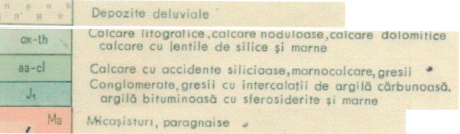 Depozite deluviale
ox-th
Calcare litografice, calcare noduloase, calcare dolomitice
calcare cu lentile de silice și marne
aa-cl
Calcare cu accidente silicioase, marnocalcare, gresii
J₁
Conglomerate, gresii cu intercalații de argilă cărbunoasă,
argilă bituminoasă cu sferosiderite și marne
Ma
Micașisturi, paragnaise